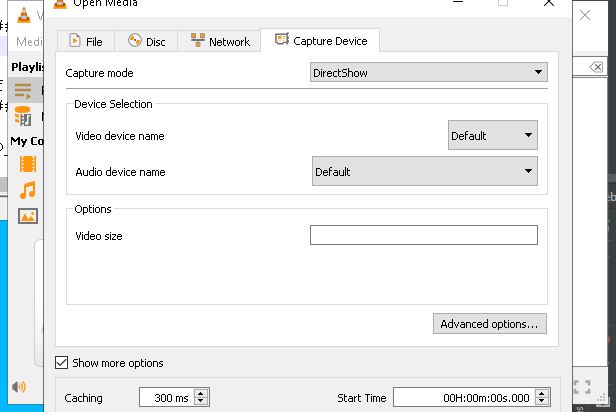 Open Media
Medi
Playlis
My Co
File
Disc
Network
Capture Device
Capture mode
DirectShow
Device Selection
Video device name
Default
Audio device name
Default
Options
Video size
Advanced options...
Show more options
Caching
300 ms
Start Time
00H:00m:00s.000